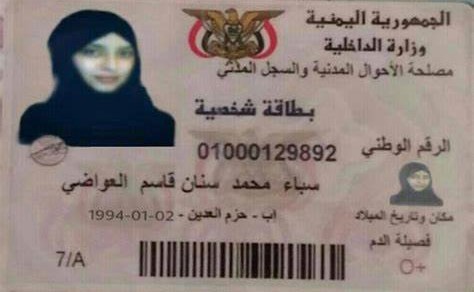 الجمهورية اليمنية
وزارة الداخلية
مصلحة الأحوال المدنية والسجل المدني
بطاقة شخصية
الرقم الوطني 01000129892
سباء محمد سنان قاسم العواضي
اب - حزم العدين - 02-01-1994
مكان وتاريخ الميلاد
فصيلة الدم
O+
7/A